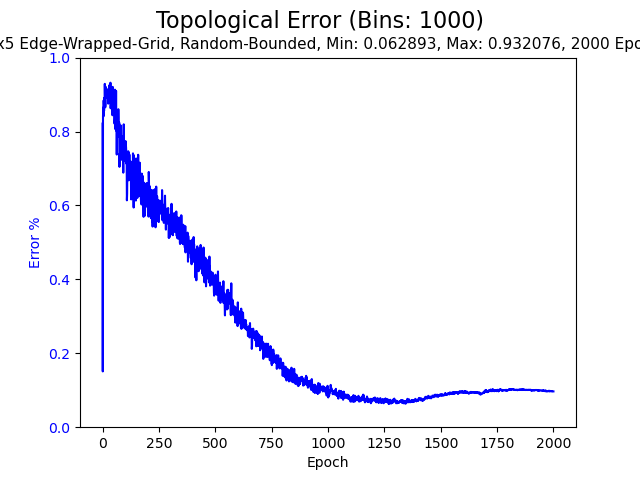 Topological Error (Bins: 1000)
x5 Edge-Wrapped-Grid, Random-Bounded, Min: 0.062893, Max: 0.932076, 2000 Epo
1.0
0.8
0.6
0.4
0.2
0.0
Error %
0 250 500 750 1000 1250 1500 1750 2000
Epoch